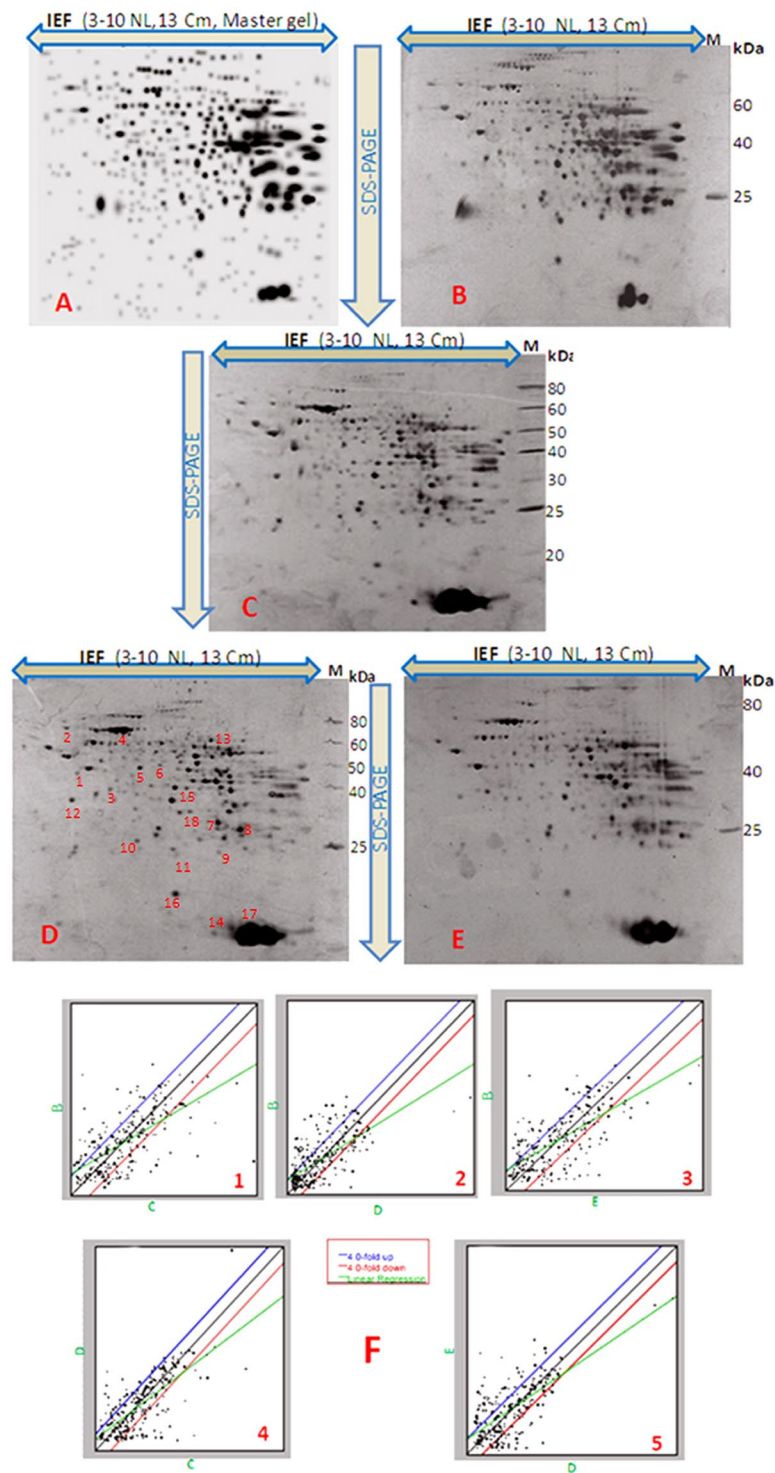 IEF (3-10 NL,13 Cm, Master gel)
IEF (3-10 NL, 13 Cm)
M
kDa
60
40
25
SDS-PAGE
A
B
IEF (3-10 NL, 13 Cm)
M
kDa
80
60
50
40
30
25
20
SDS-PAGE
C
IEF (3-10 NL, 13 Cm)
M
kDa
80
60
50
40
25
2
4
13
1
5
6
3
15
12
18
7
8
10
9
11
16
14
17
D
SDS-PAGE
IEF (3-10 NL, 13 Cm)
M
kDa
80
40
25
E
B
C
1
B
D
2
B
E
3
D
C
4
4.0-fold up
4.0-fold down
Linear Regression
F
E
D
5